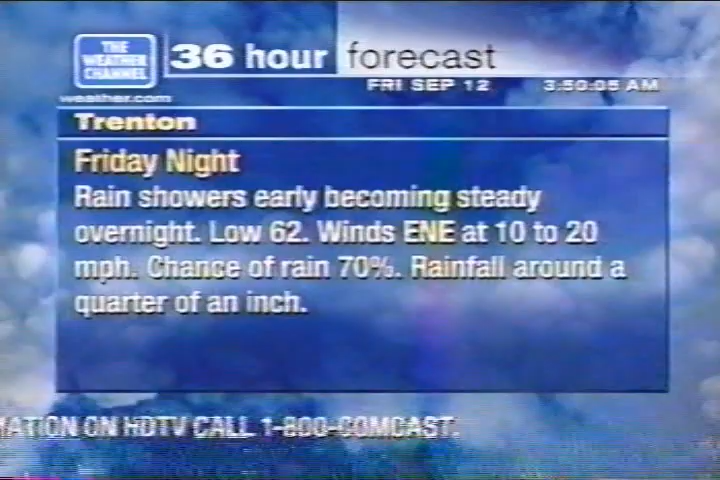 THE
WEATHER
CHANNEL
weather.com
36 hour forecast
FRI SEP 12 3:50:05 AM
Trenton
Friday Night
Rain showers early becoming steady
overnight. Low 62. Winds ENE at 10 to 20
mph. Chance of rain 70%. Rainfall around a
quarter of an inch.
MATION ON HDTV CALL 1-800-COMCAST.